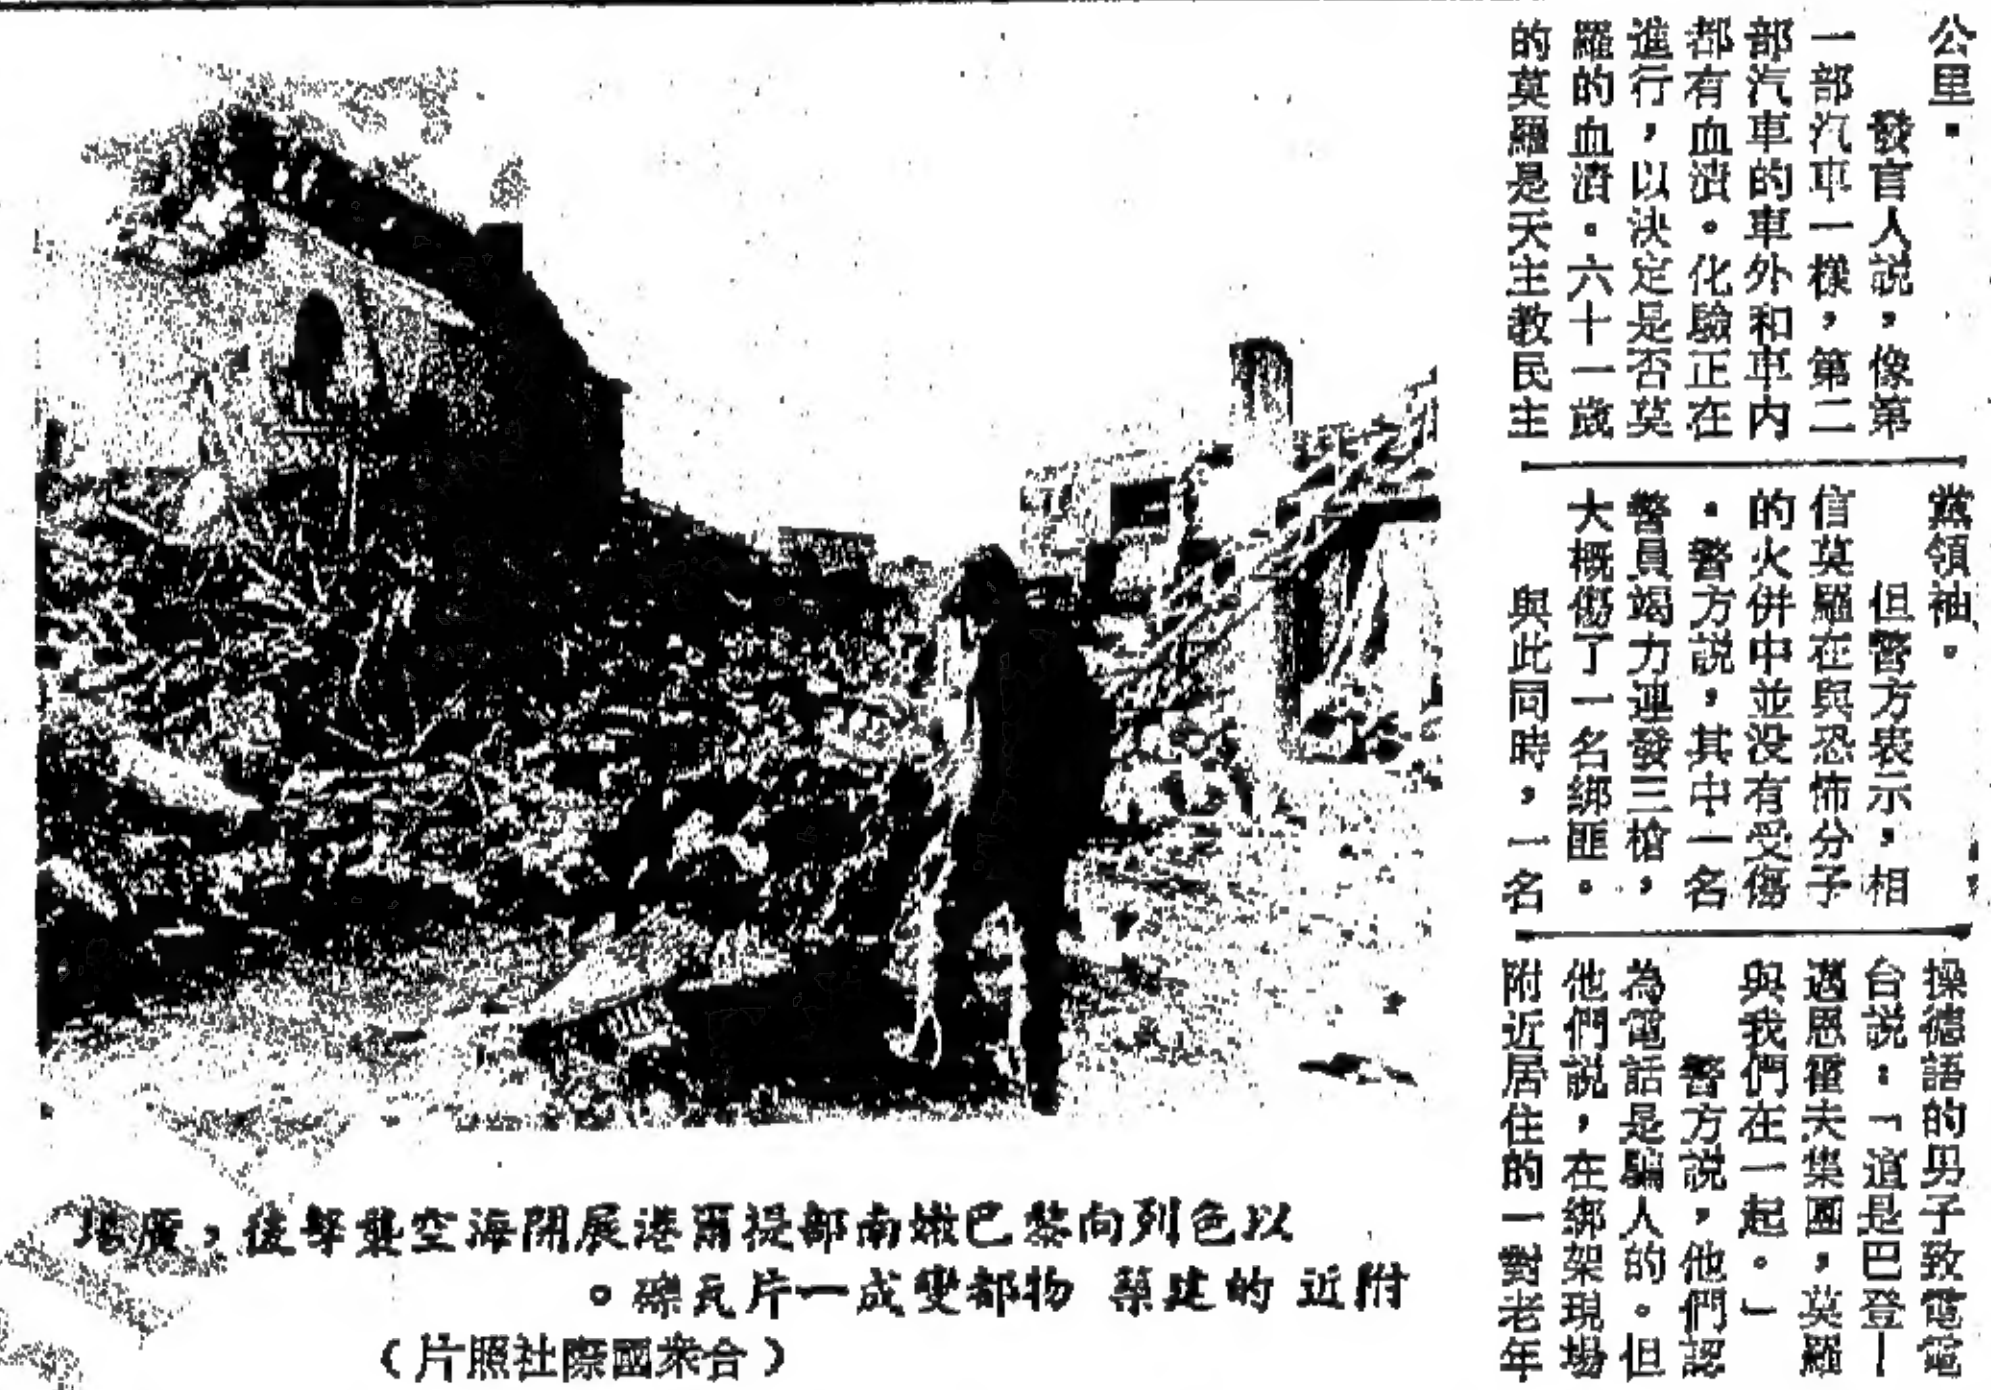 公里。
發言人説，像第
一部汽車一樣，第二
部汽車的車外和車内
都有血漬。化驗正在
進行，以決定是否莫
羅的血漬。六十一歲
的莫羅是天主教民主
黨領袖。
但警方表示，相
信莫羅在與恐怖分子
的火併中並没有受傷
。警方説，其中一名
警員竭力連發三槍，
大概傷了一名綁匪。
與此同時，一名
操德語的男子致電電
台説：「這是巴登—
邁恩霍夫集團，莫羅
與我們在一起。」
警方説，他們認
為電話是騙人的。但
他們説，在綁架現場
附近居住的一對老年
以色列向黎巴嫩南部提爾港展開海空襲擊後，廣場
附近的建築物都變成一片瓦礫。
（合衆國際社照片）